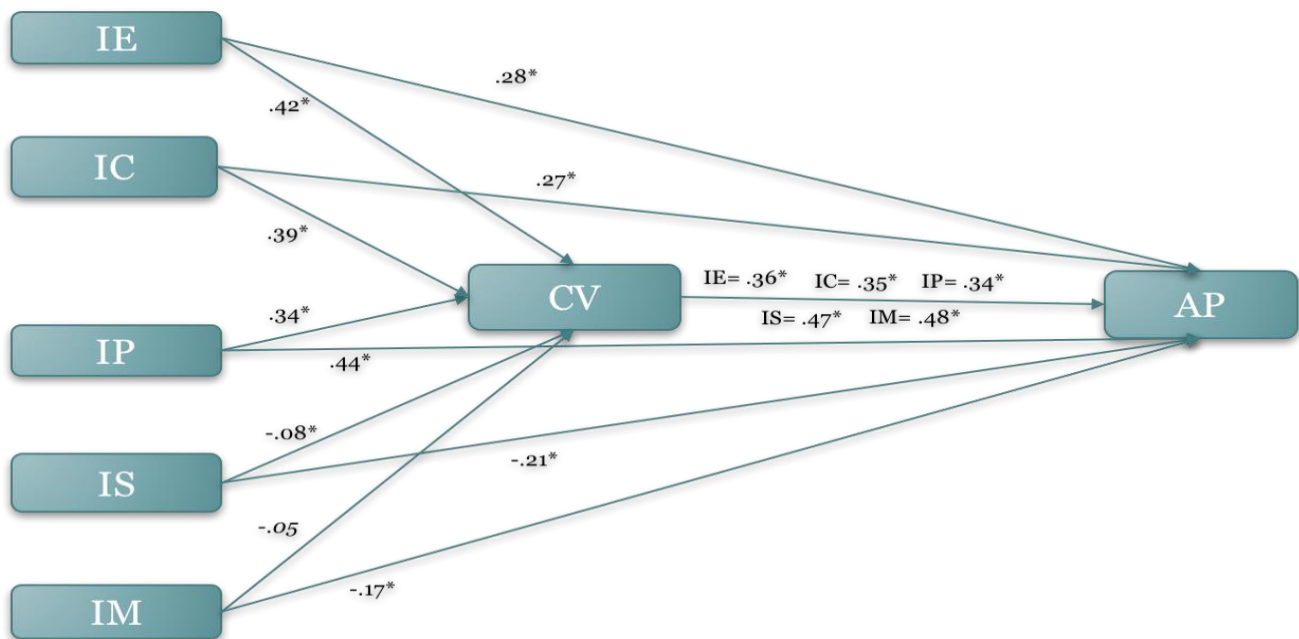 IE
.28*
.42*
IC
.27*
.39*
CV
IE= .36* IC= .35* IP= .34*
AP
.34*
IS= .47* IM= .48*
IP
.44*
-.08*
-.21*
IS
-.05
-.17*
IM